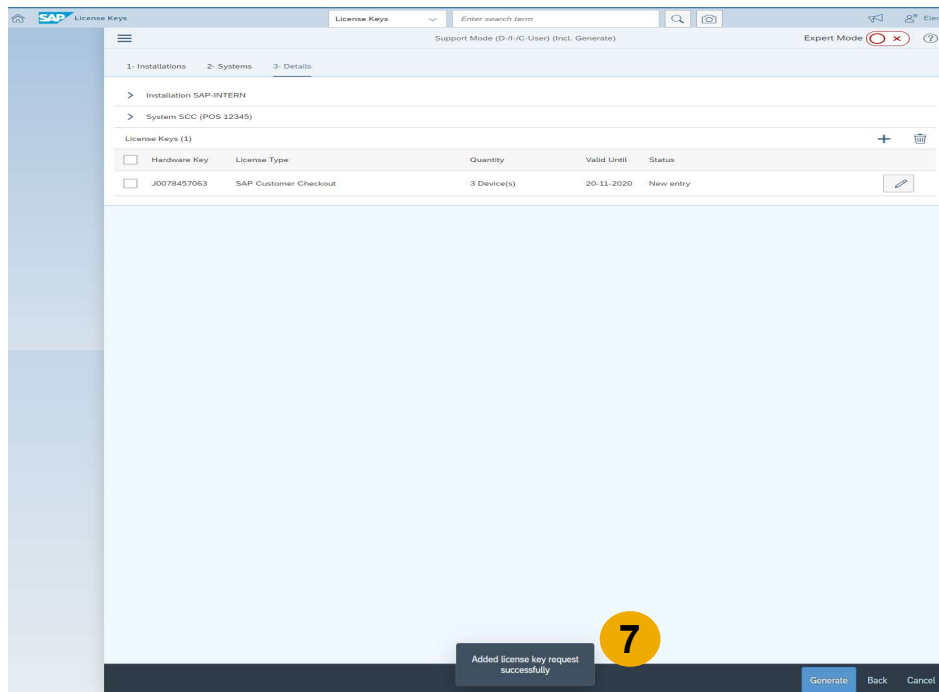 SAP License Keys
License Keys
Enter search term
Support Mode (D-/I-/C-User) (Incl. Generate)
Expert Mode
1- Installations 2- Systems 3- Details
Installation SAP-INTERN
System SCC (POS 12345)
License Keys (1)
Hardware Key License Type Quantity Valid Until Status
J0078457063 SAP Customer Checkout 3 Device(s) 20-11-2020 New entry
7
Added license key request
successfully
Generate Back Cancel